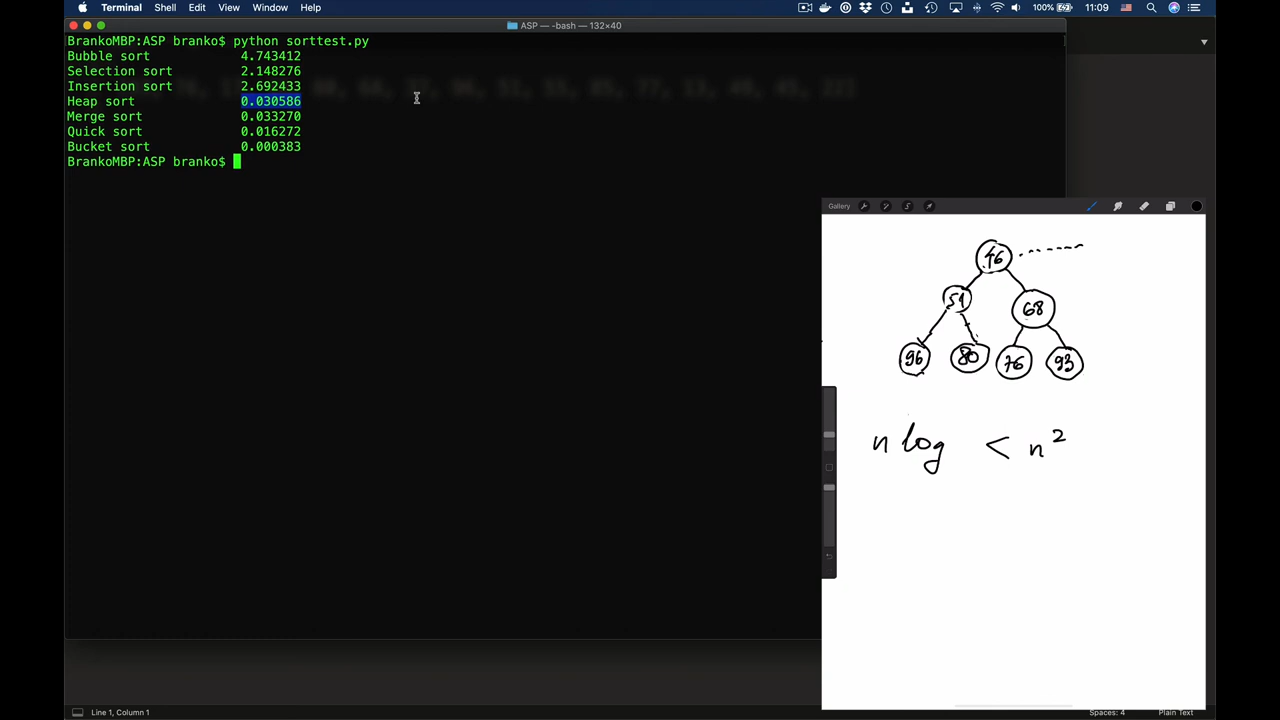 Terminal Shell Edit View Window Help 100% 11:09
ASP — -bash — 132×40
BrankoMBP:ASP branko$ python sorttest.py
Bubble sort 4.743412
Selection sort 2.148276
Insertion sort 2.692433
Heap sort 0.030586
Merge sort 0.033270
Quick sort 0.016272
Bucket sort 0.000383
BrankoMBP:ASP branko$
Gallery
46
51 68
96 80 76 93
n log < n²
Line 1, Column 1 Spaces: 4 Plain Text